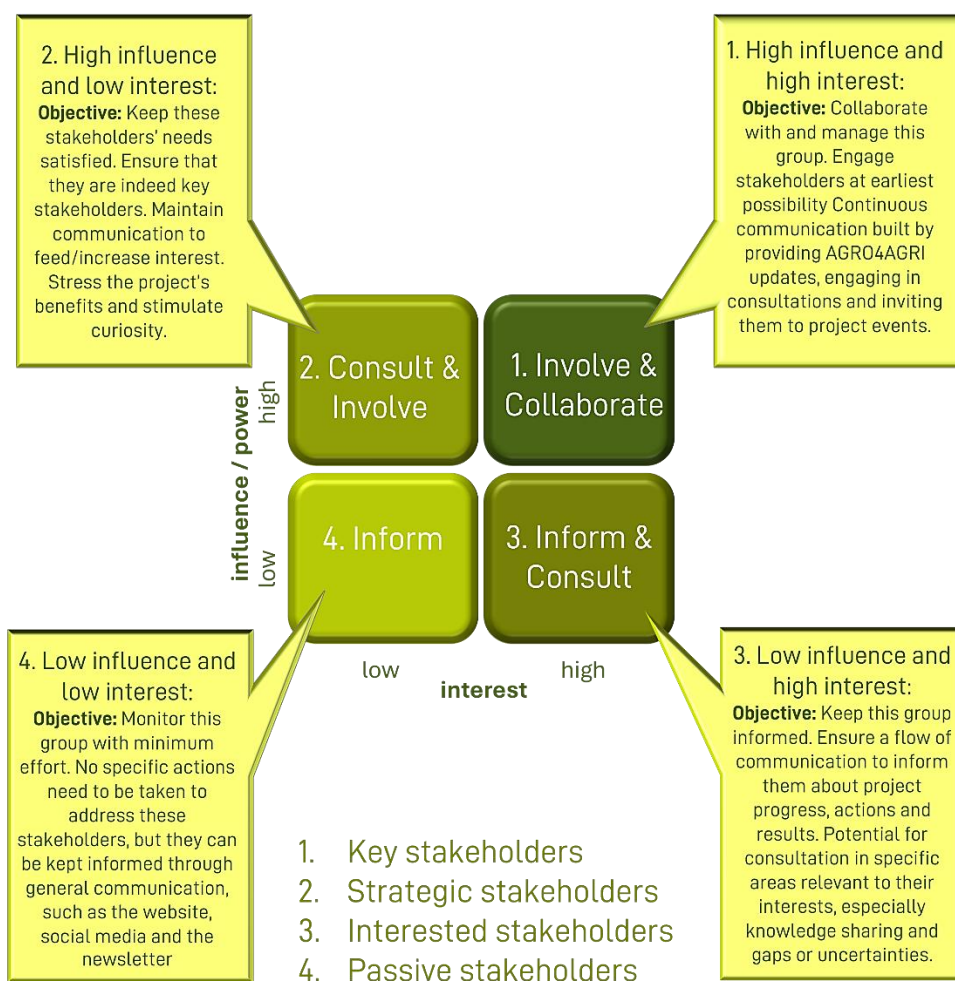 2. High influence
and low interest:
Objective: Keep these
stakeholders' needs
satisfied. Ensure that
they are indeed key
stakeholders. Maintain
communication to
feed/increase interest.
Stress the project's
benefits and stimulate
curiosity.
1. High influence and
high interest:
Objective: Collaborate
with and manage this
group. Engage
stakeholders at earliest
possibility Continuous
communication built by
providing AGRO4AGRI
updates, engaging in
consultations and inviting
them to project events.
influence / power
high
low
2. Consult &
Involve
1. Involve &
Collaborate
4. Inform
3. Inform &
Consult
low
high
interest
4. Low influence and
low interest:
Objective: Monitor this
group with minimum
effort. No specific actions
need to be taken to
address these
stakeholders, but they can
be kept informed through
general communication,
such as the website,
social media and the
newsletter
3. Low influence and
high interest:
Objective: Keep this group
informed. Ensure a flow of
communication to inform
them about project
progress, actions and
results. Potential for
consultation in specific
areas relevant to their
interests, especially
knowledge sharing and
gaps or uncertainties.
1. Key stakeholders
2. Strategic stakeholders
3. Interested stakeholders
4. Passive stakeholders